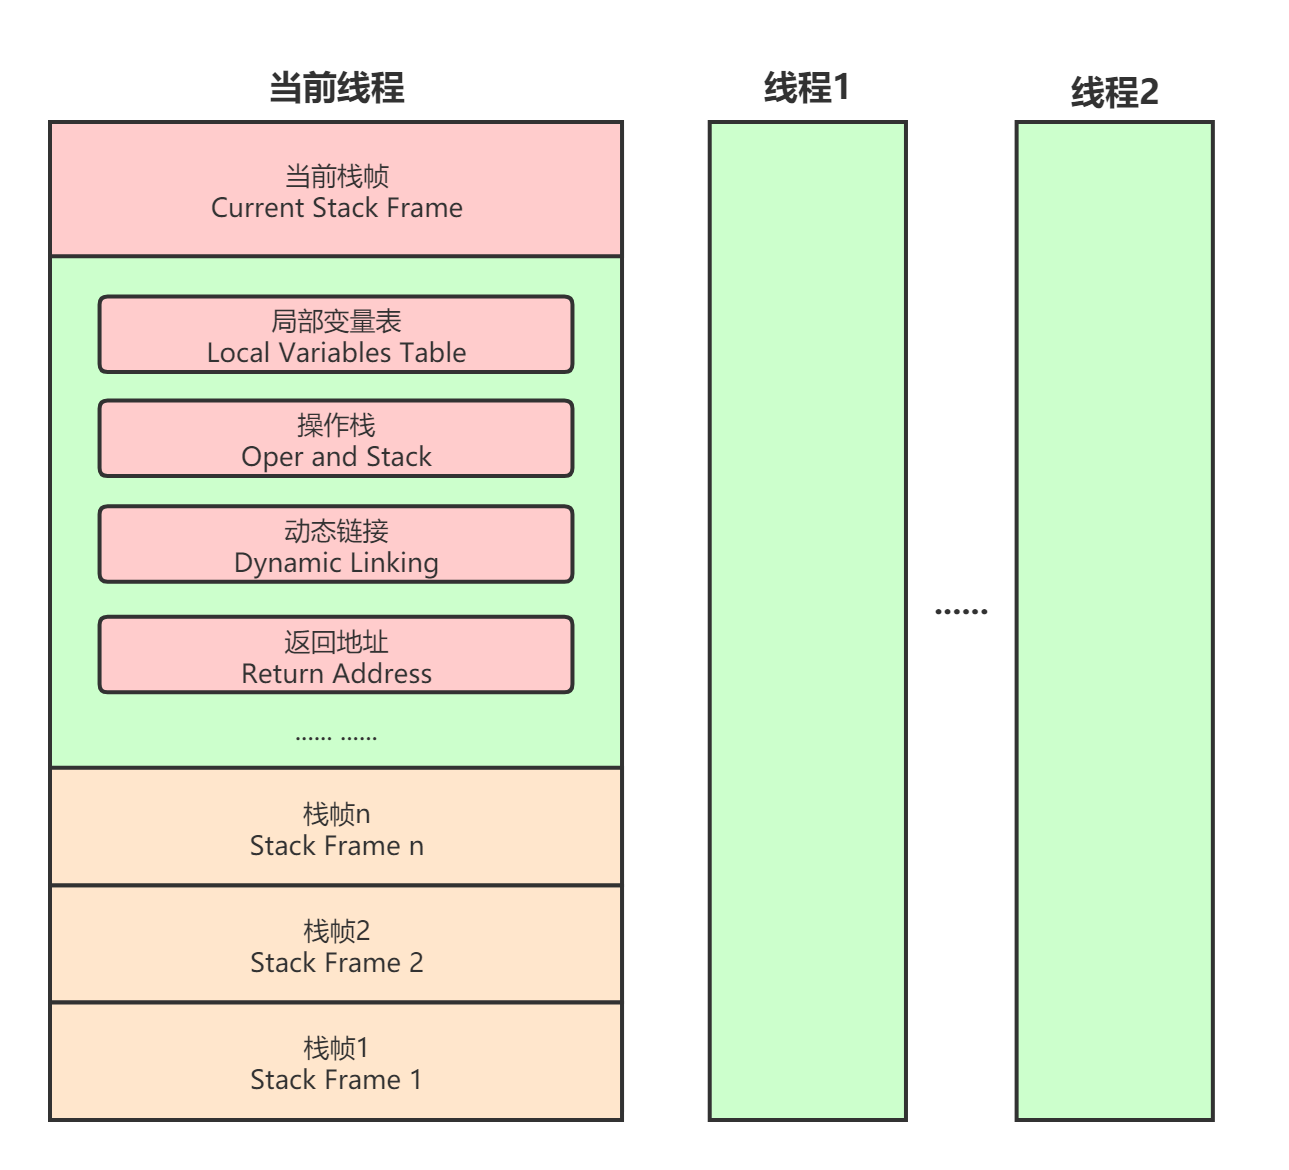 当前线程
线程1
线程2
当前栈帧
Current Stack Frame
局部变量表
Local Variables Table
操作栈
Oper and Stack
动态链接
Dynamic Linking
返回地址
Return Address
...... ......
......
栈帧n
Stack Frame n
栈帧2
Stack Frame 2
栈帧1
Stack Frame 1